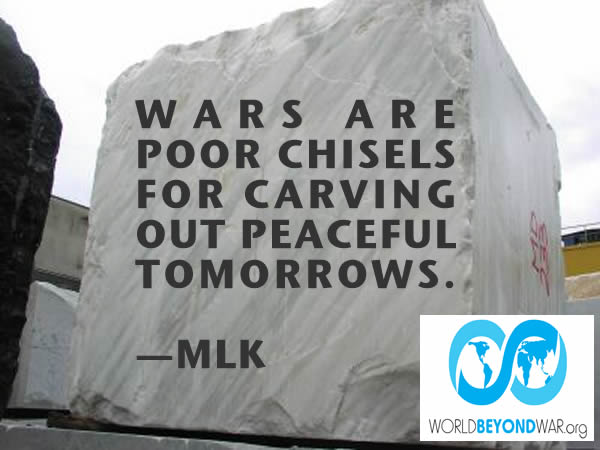 WARS ARE
POOR CHISELS
FOR CARVING
OUT PEACEFUL
TOMORROWS.
—MLK
WORLDBEYONDWAR.org